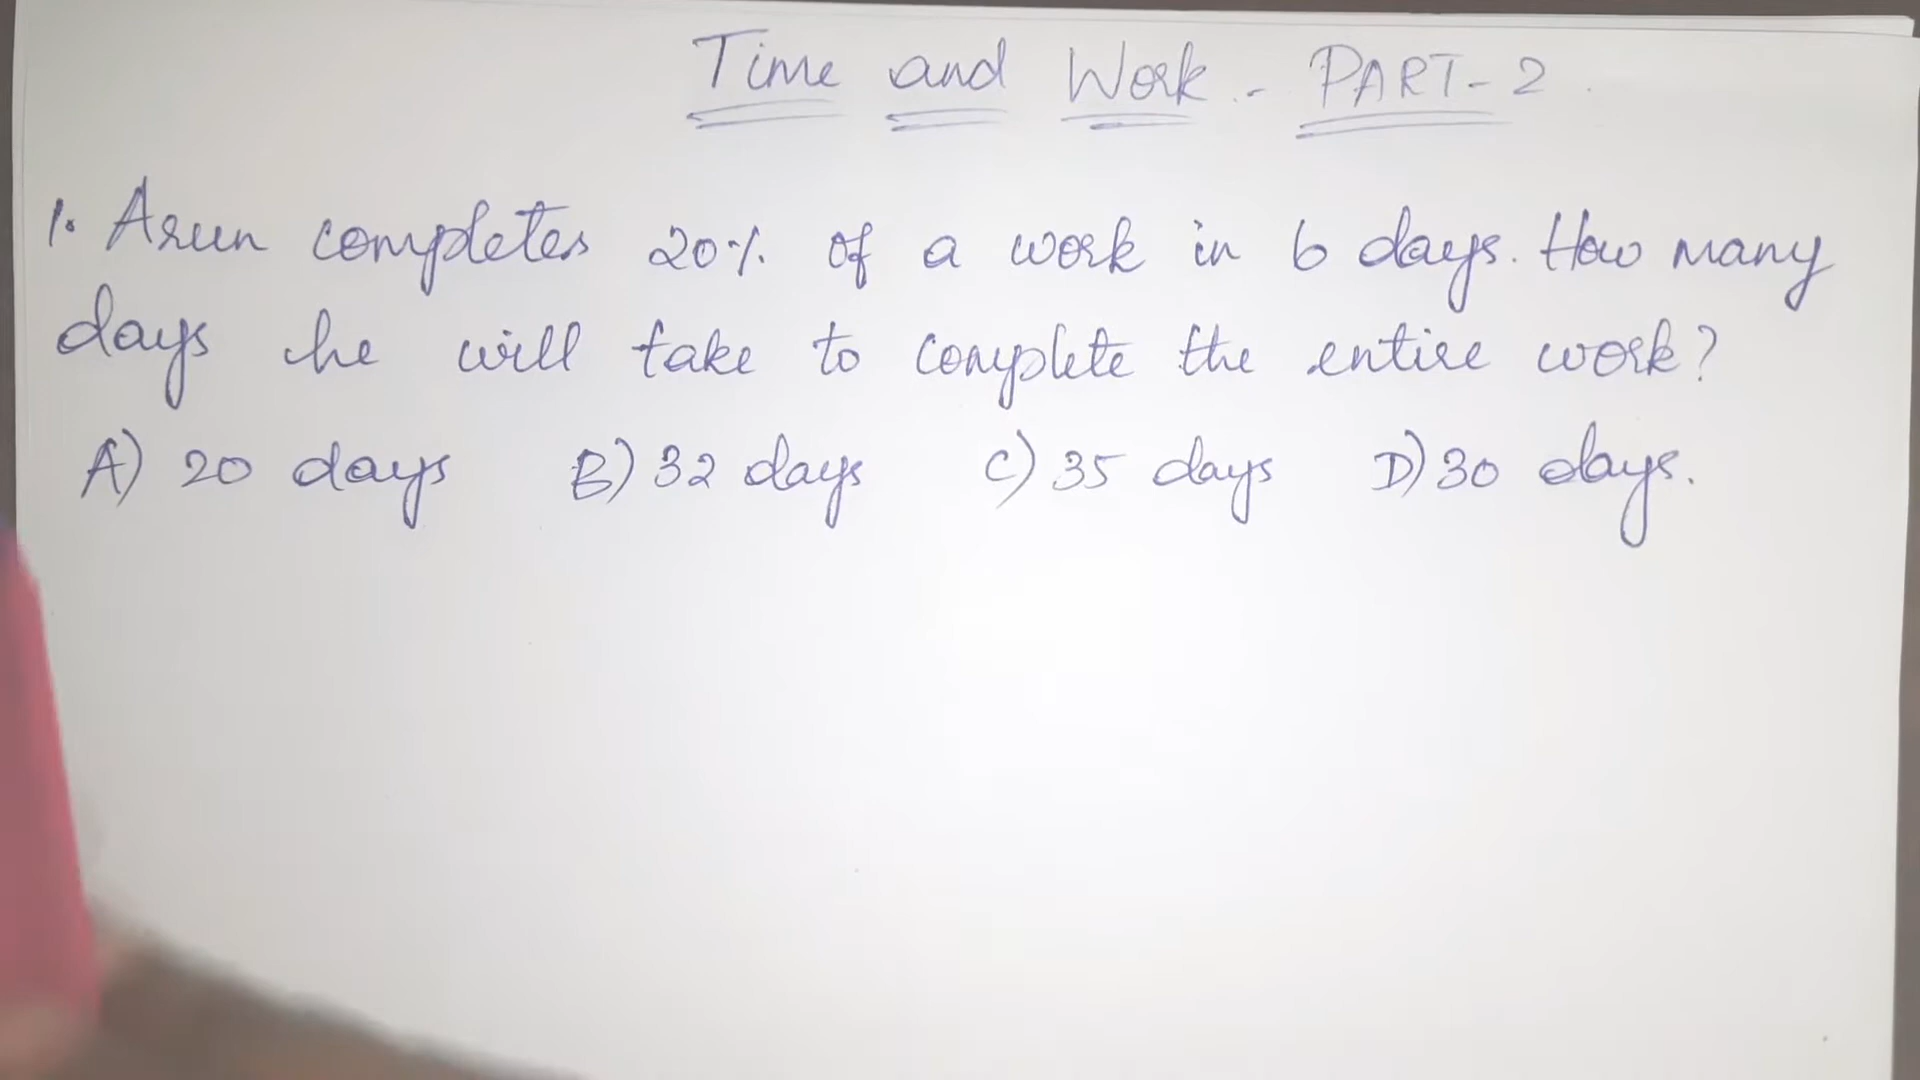 Time and Work - PART-2.
1. Arun completes 20% of a work in 6 days. How many
days he will take to complete the entire work?
A) 20 days B) 32 days C) 35 days D) 30 days.